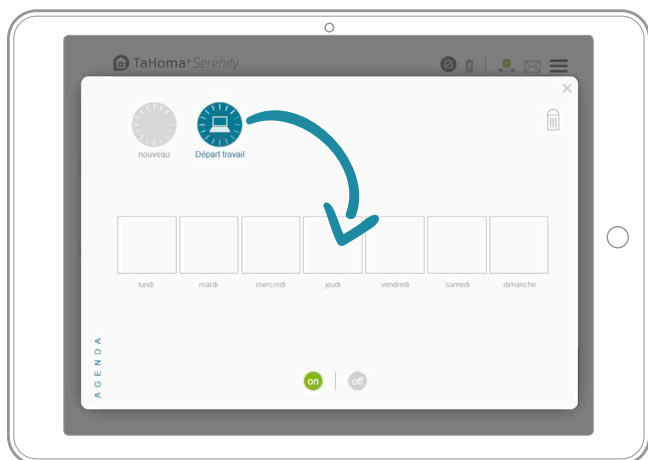 TaHoma® Serenity
nouveau
Départ travail
lundi
mardi
mercredi
jeudi
vendredi
samedi
dimanche
AGENDA
on
off